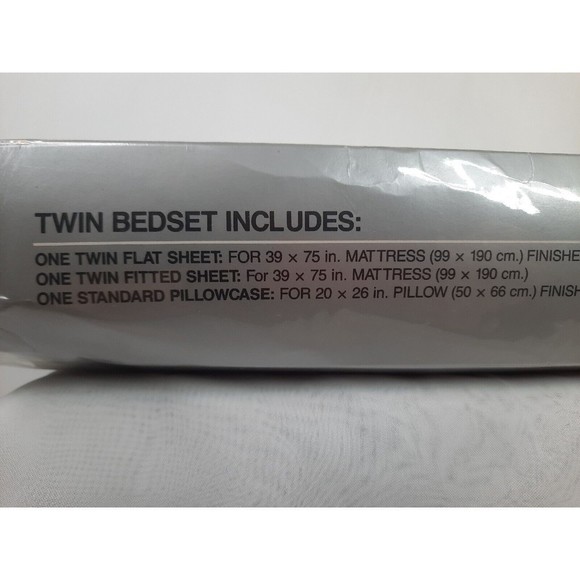 TWIN BEDSET INCLUDES:
ONE TWIN FLAT SHEET: FOR 39 × 75 in. MATTRESS (99 × 190 cm.) FINISHE
ONE TWIN FITTED SHEET: For 39 × 75 in. MATTRESS (99 × 190 cm.)
ONE STANDARD PILLOWCASE: FOR 20 × 26 in. PILLOW (50 × 66 cm.) FINISH